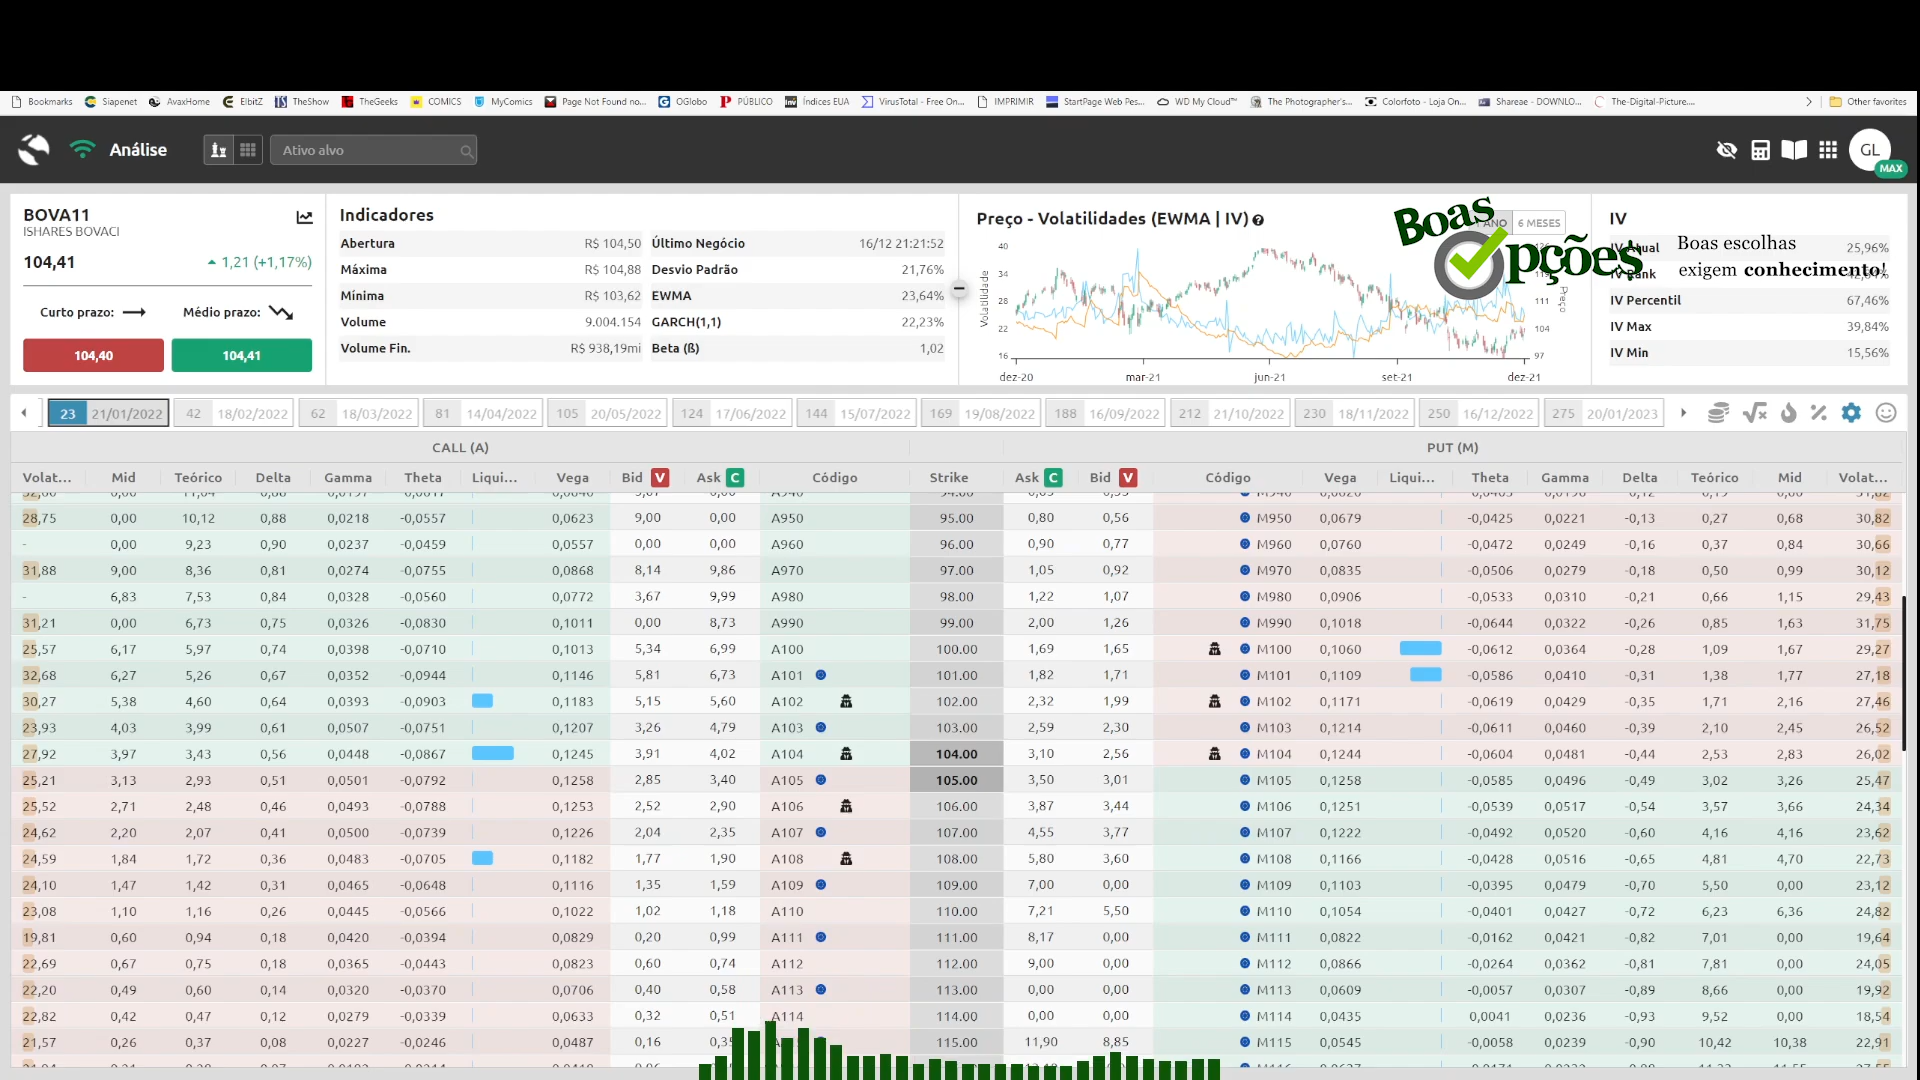 Bookmarks Siapenet AvaxHome ElbitZ TheShow TheGeeks COMICS MyComics Page Not Found no... OGlobo PÚBLICO Índices EUA VirusTotal - Free On... IMPRIMIR StartPage Web Pes... WD My Cloud™ The Photographer's... Colorfoto - Loja On... Shareae - DOWNLO... The-Digital-Picture.... Other favorites
Análise Ativo alvo GL MAX
BOVA11
ISHARES BOVACI
104,41 1,21 (+1,17%)
Curto prazo: Médio prazo:
104,40 104,41
Indicadores
Abertura R$ 104,50 Último Negócio 16/12 21:21:52
Máxima R$ 104,88 Desvio Padrão 21,76%
Mínima R$ 103,62 EWMA 23,64%
Volume 9.004.154 GARCH(1,1) 22,23%
Volume Fin. R$ 938,19mi Beta (ß) 1,02
Preço - Volatilidades (EWMA | IV) ANO 6 MESES
Volatilidade
40
34
28
22
16
111
104
97
Preço
dez-20 mar-21 jun-21 set-21 dez-21
Boas Opções
Boas escolhas
exigem conhecimento!
IV
IV Atual 25,96%
Rank
IV Percentil 67,46%
IV Max 39,84%
IV Min 15,56%
23 21/01/2022 42 18/02/2022 62 18/03/2022 81 14/04/2022 105 20/05/2022 124 17/06/2022 144 15/07/2022 169 19/08/2022 188 16/09/2022 212 21/10/2022 230 18/11/2022 250 16/12/2022 275 20/01/2023
CALL (A) PUT (M)
Volat... Mid Teórico Delta Gamma Theta Liqui... Vega Bid V Ask C Código Strike Ask C Bid V Código Vega Liqui... Theta Gamma Delta Teórico Mid Volat...
28,75 0,00 10,12 0,88 0,0218 -0,0557 0,0623 9,00 0,00 A950 95.00 0,80 0,56 M950 0,0679 -0,0425 0,0221 -0,13 0,27 0,68 30,82
- 0,00 9,23 0,90 0,0237 -0,0459 0,0557 0,00 0,00 A960 96.00 0,90 0,77 M960 0,0760 -0,0472 0,0249 -0,16 0,37 0,84 30,66
31,88 9,00 8,36 0,81 0,0274 -0,0755 0,0868 8,14 9,86 A970 97.00 1,05 0,92 M970 0,0835 -0,0506 0,0279 -0,18 0,50 0,99 30,12
- 6,83 7,53 0,84 0,0328 -0,0560 0,0772 3,67 9,99 A980 98.00 1,22 1,07 M980 0,0906 -0,0533 0,0310 -0,21 0,66 1,15 29,43
31,21 0,00 6,73 0,75 0,0326 -0,0830 0,1011 0,00 8,73 A990 99.00 2,00 1,26 M990 0,1018 -0,0644 0,0322 -0,26 0,85 1,63 31,75
25,57 6,17 5,97 0,74 0,0398 -0,0710 0,1013 5,34 6,99 A100 100.00 1,69 1,65 M100 0,1060 -0,0612 0,0364 -0,28 1,09 1,67 29,27
32,68 6,27 5,26 0,67 0,0352 -0,0944 0,1146 5,81 6,73 A101 101.00 1,82 1,71 M101 0,1109 -0,0586 0,0410 -0,31 1,38 1,77 27,18
30,27 5,38 4,60 0,64 0,0393 -0,0903 0,1183 5,15 5,60 A102 102.00 2,32 1,99 M102 0,1171 -0,0619 0,0429 -0,35 1,71 2,16 27,46
23,93 4,03 3,99 0,61 0,0507 -0,0751 0,1207 3,26 4,79 A103 103.00 2,59 2,30 M103 0,1214 -0,0611 0,0460 -0,39 2,10 2,45 26,52
27,92 3,97 3,43 0,56 0,0448 -0,0867 0,1245 3,91 4,02 A104 104.00 3,10 2,56 M104 0,1244 -0,0604 0,0481 -0,44 2,53 2,83 26,02
25,21 3,13 2,93 0,51 0,0501 -0,0792 0,1258 2,85 3,40 A105 105.00 3,50 3,01 M105 0,1258 -0,0585 0,0496 -0,49 3,02 3,26 25,47
25,52 2,71 2,48 0,46 0,0493 -0,0788 0,1253 2,52 2,90 A106 106.00 3,87 3,44 M106 0,1251 -0,0539 0,0517 -0,54 3,57 3,66 24,34
24,62 2,20 2,07 0,41 0,0500 -0,0739 0,1226 2,04 2,35 A107 107.00 4,55 3,77 M107 0,1222 -0,0492 0,0520 -0,60 4,16 4,16 23,62
24,59 1,84 1,72 0,36 0,0483 -0,0705 0,1182 1,77 1,90 A108 108.00 5,80 3,60 M108 0,1166 -0,0428 0,0516 -0,65 4,81 4,70 22,73
24,10 1,47 1,42 0,31 0,0465 -0,0648 0,1116 1,35 1,59 A109 109.00 7,00 0,00 M109 0,1103 -0,0395 0,0479 -0,70 5,50 0,00 23,12
23,08 1,10 1,16 0,26 0,0445 -0,0566 0,1022 1,02 1,18 A110 110.00 7,21 5,50 M110 0,1054 -0,0401 0,0427 -0,72 6,23 6,36 24,82
19,81 0,60 0,94 0,18 0,0420 -0,0394 0,0829 0,20 0,99 A111 111.00 8,17 0,00 M111 0,0822 -0,0162 0,0421 -0,82 7,01 0,00 19,64
22,69 0,67 0,75 0,18 0,0365 -0,0443 0,0823 0,60 0,74 A112 112.00 9,00 0,00 M112 0,0866 -0,0264 0,0362 -0,81 7,81 0,00 24,05
22,20 0,49 0,60 0,14 0,0320 -0,0370 0,0706 0,40 0,58 A113 113.00 0,00 0,00 M113 0,0609 -0,0057 0,0307 -0,89 8,66 0,00 19,92
22,82 0,42 0,47 0,12 0,0279 -0,0339 0,0633 0,32 0,51 A114 114.00 0,00 0,00 M114 0,0435 0,0041 0,0236 -0,93 9,52 0,00 18,54
21,57 0,26 0,37 0,08 0,0227 -0,0246 0,0487 0,16 115.00 11,90 8,85 M115 0,0545 -0,0058 0,0239 -0,90 10,42 10,38 22,91